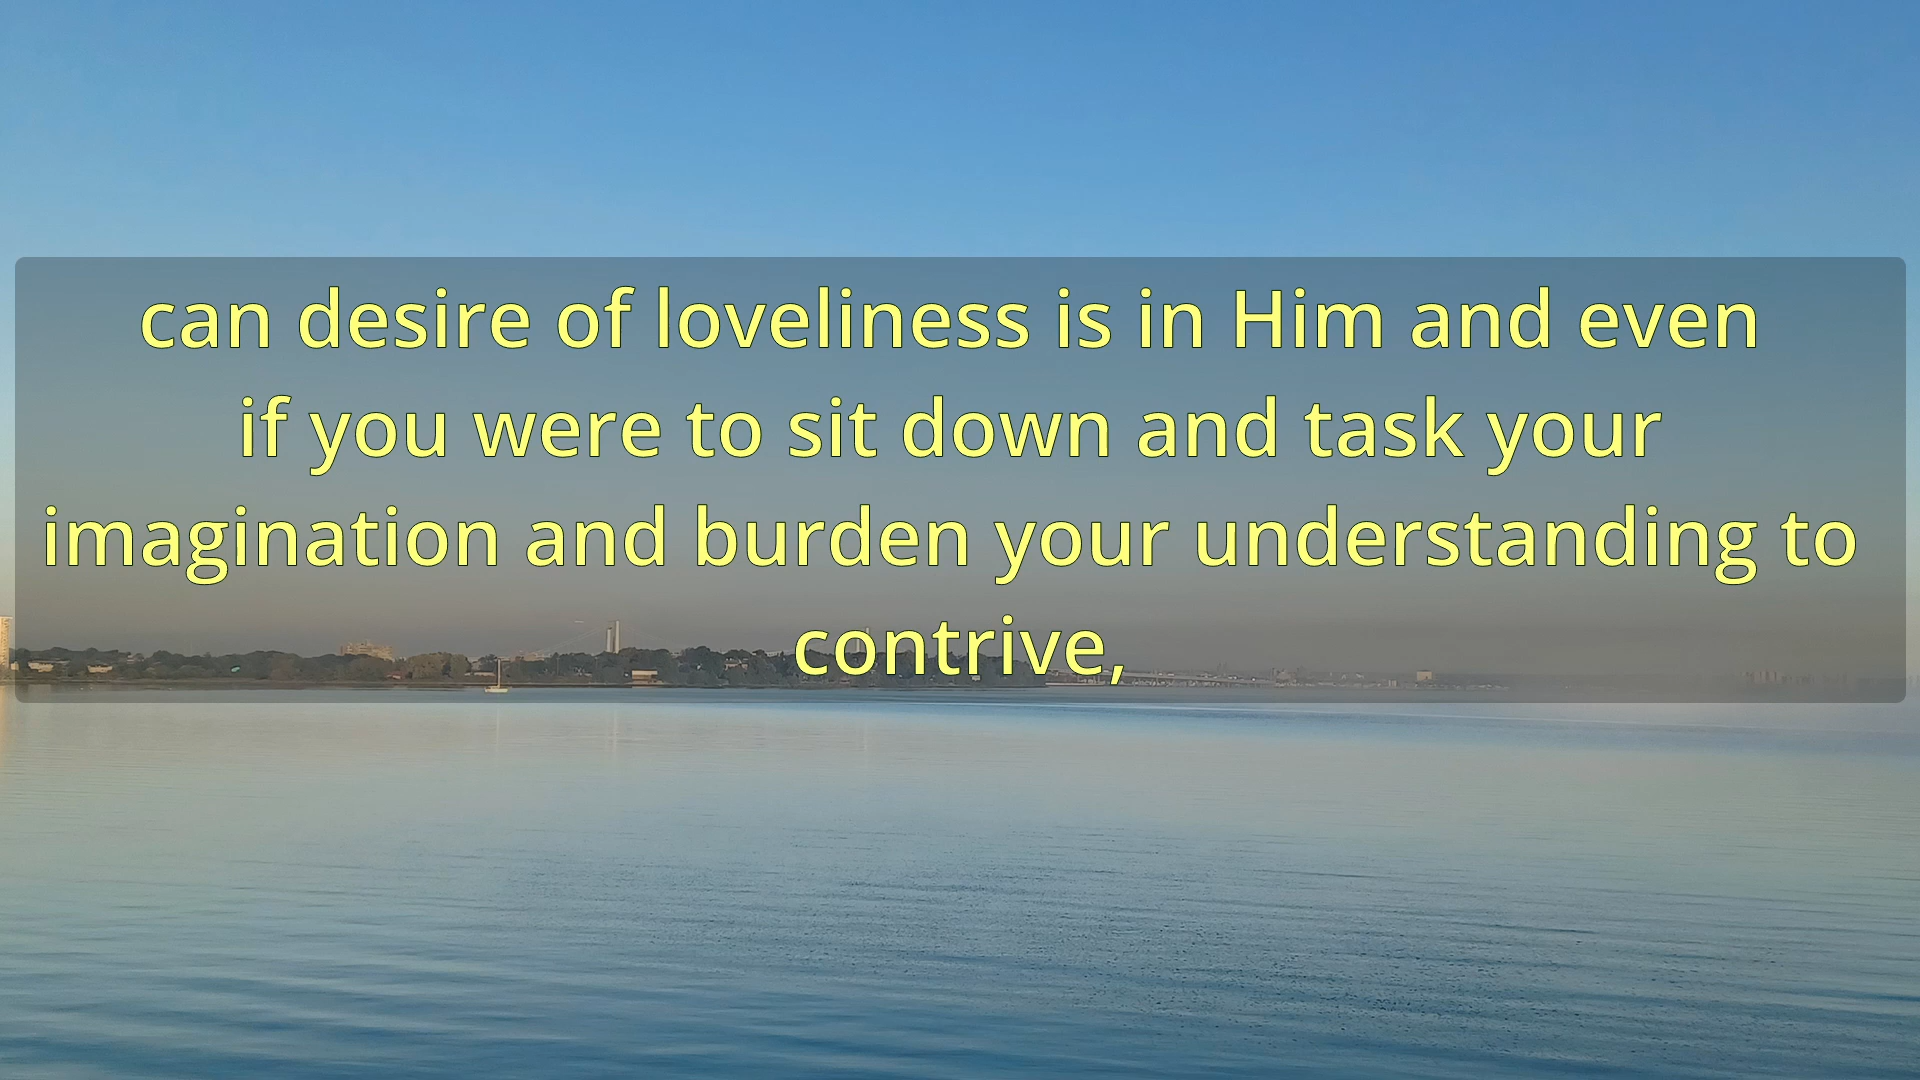 can desire of loveliness is in Him and even
if you were to sit down and task your
imagination and burden your understanding to
contrive,